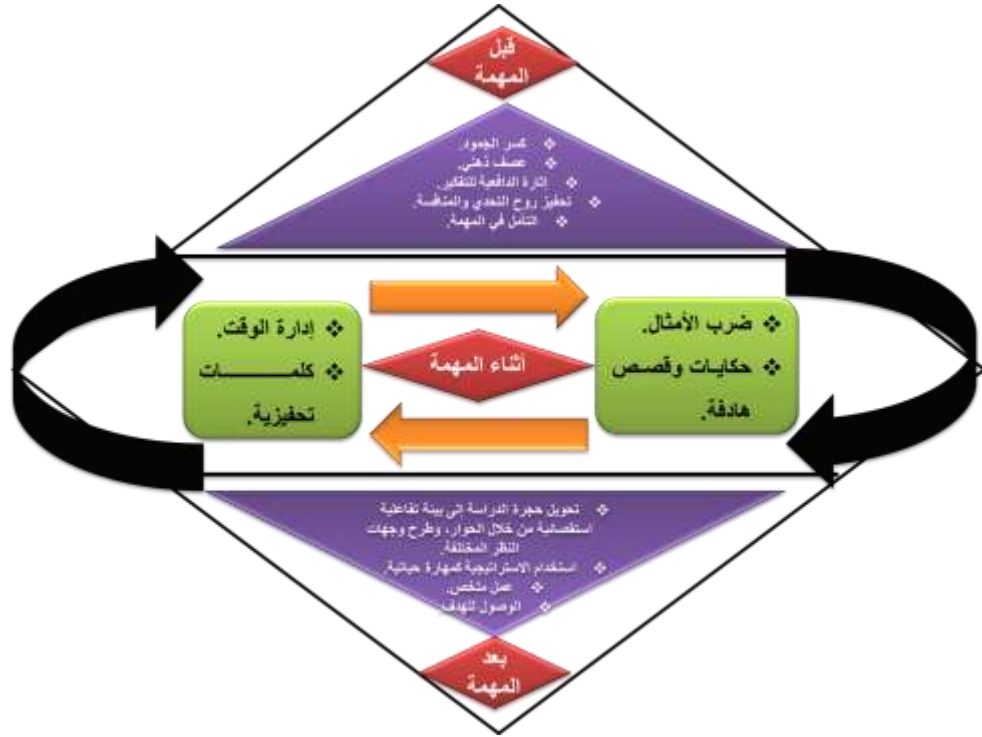 قبل
المهمة
❖ كسر الجمود.
❖ عصف ذهني.
❖ إثارة الدافعية للتفكير.
❖ تحفيز روح التحدي والمنافسة.
❖ التأمل في المهمة.
❖ ضرب الأمثال.
❖ حكايات وقصص
هادفة.
أثناء المهمة
❖ إدارة الوقت.
❖ كلمـــــــات
تحفيزية.
❖ تحويل حجرة الدراسة الى بيئة تفاعلية
استقصائية من خلال الحوار، وطرح وجهات
النظر المختلفة.
❖ استخدام الاستراتيجية كمهارة حياتية.
❖ عمل ملخص.
❖ الوصول للهدف.
بعد
المهمة